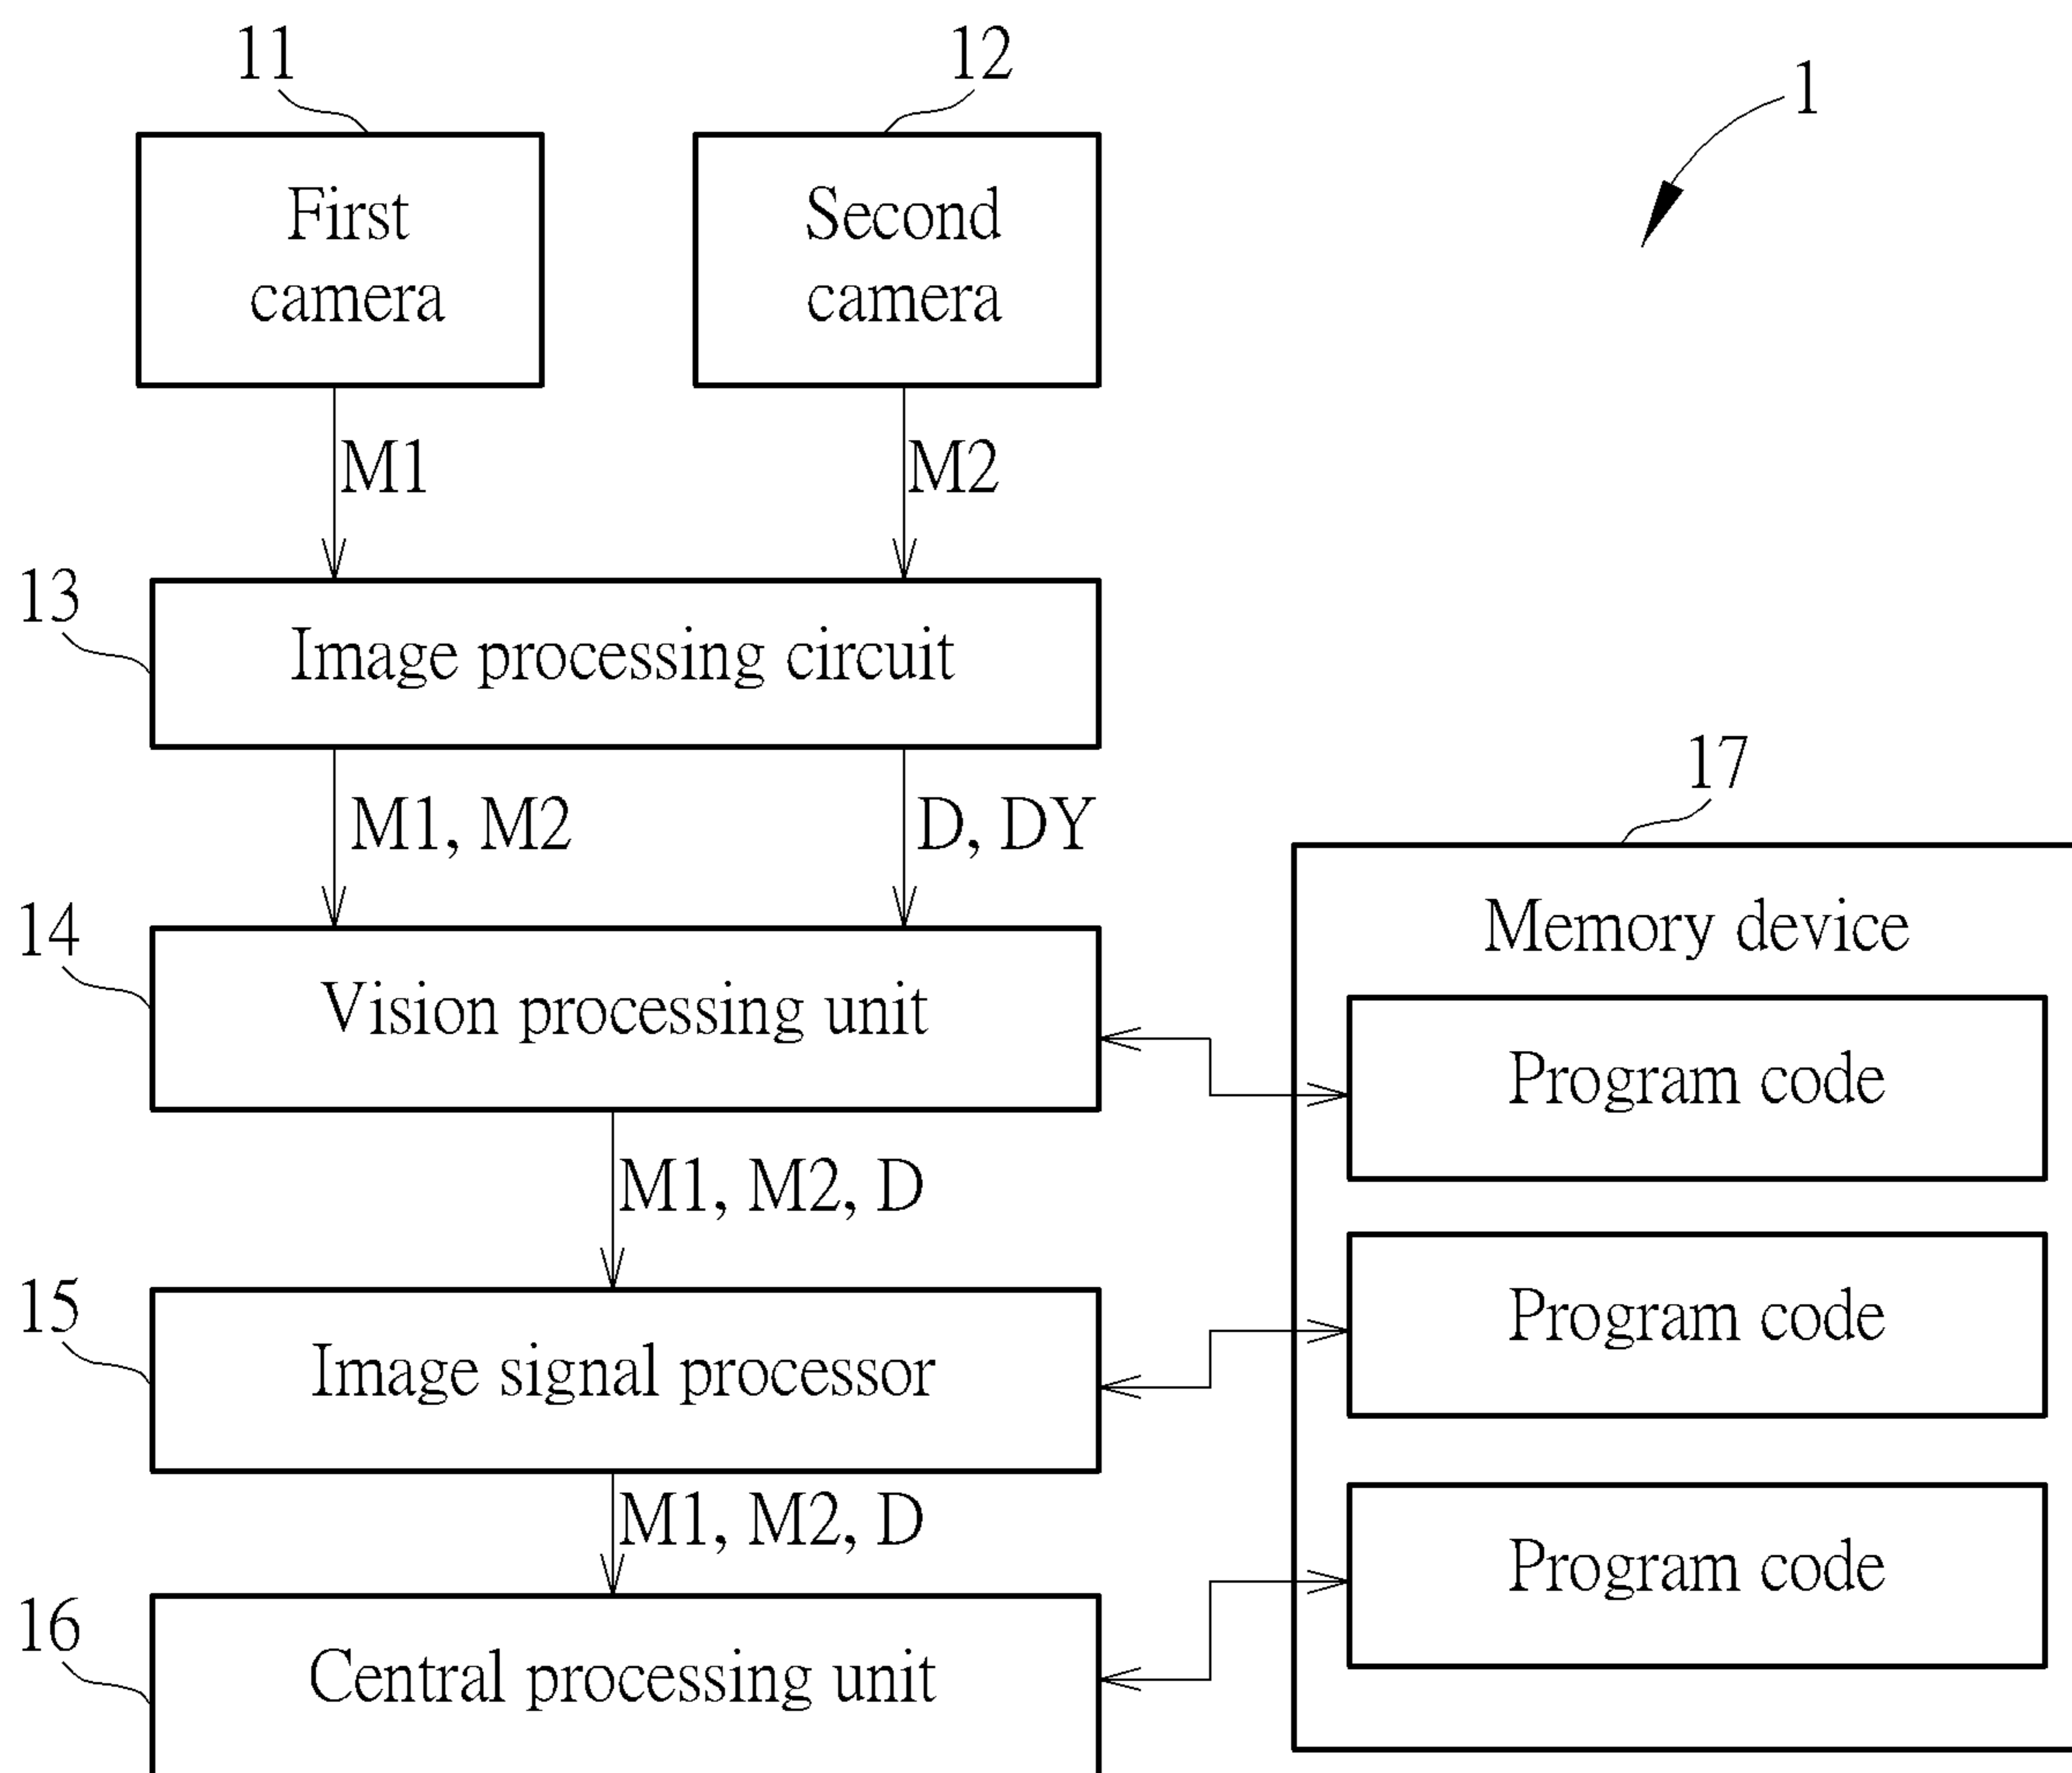 11
12
1
First
camera
Second
camera
M1
M2
13
Image processing circuit
M1, M2
D, DY
17
14
Memory device
Vision processing unit
Program code
M1, M2, D
15
Image signal processor
Program code
M1, M2, D
16
Central processing unit
Program code